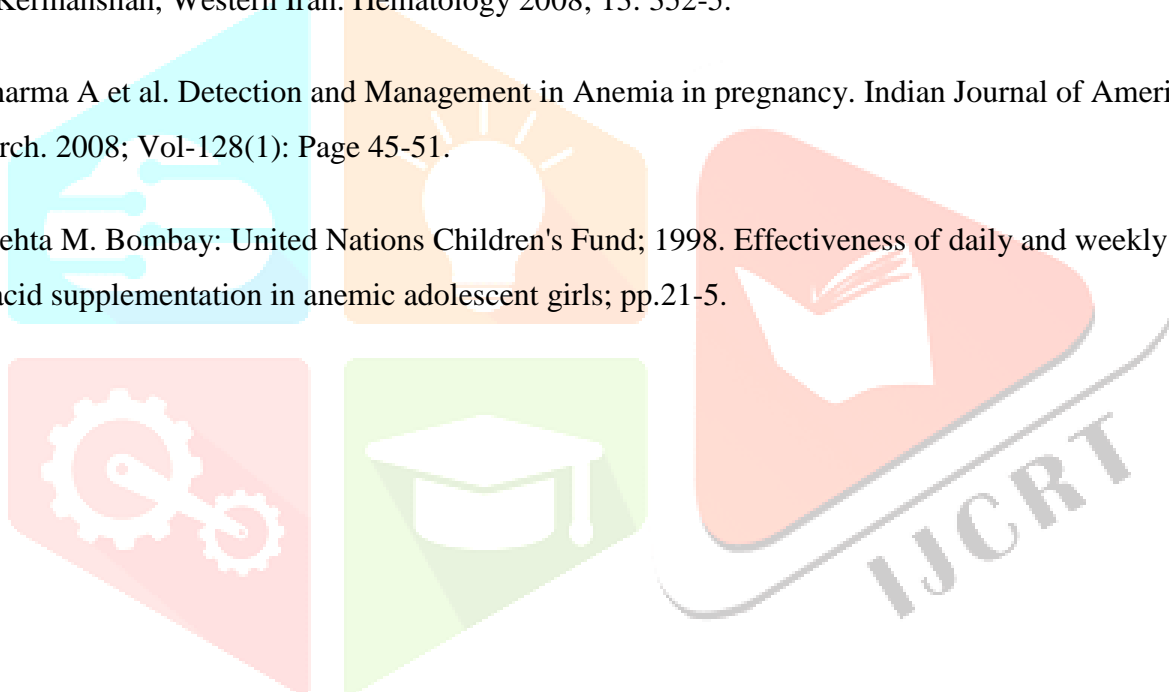 Kermanshah, Western Iran. Hematology 2008; 13: 352-5.
harma A et al. Detection and Management in Anemia in pregnancy. Indian Journal of Ameri
rch. 2008; Vol-128(1): Page 45-51.
ehta M. Bombay: United Nations Children's Fund; 1998. Effectiveness of daily and weekly
acid supplementation in anemic adolescent girls; pp.21-5.
IJCRT